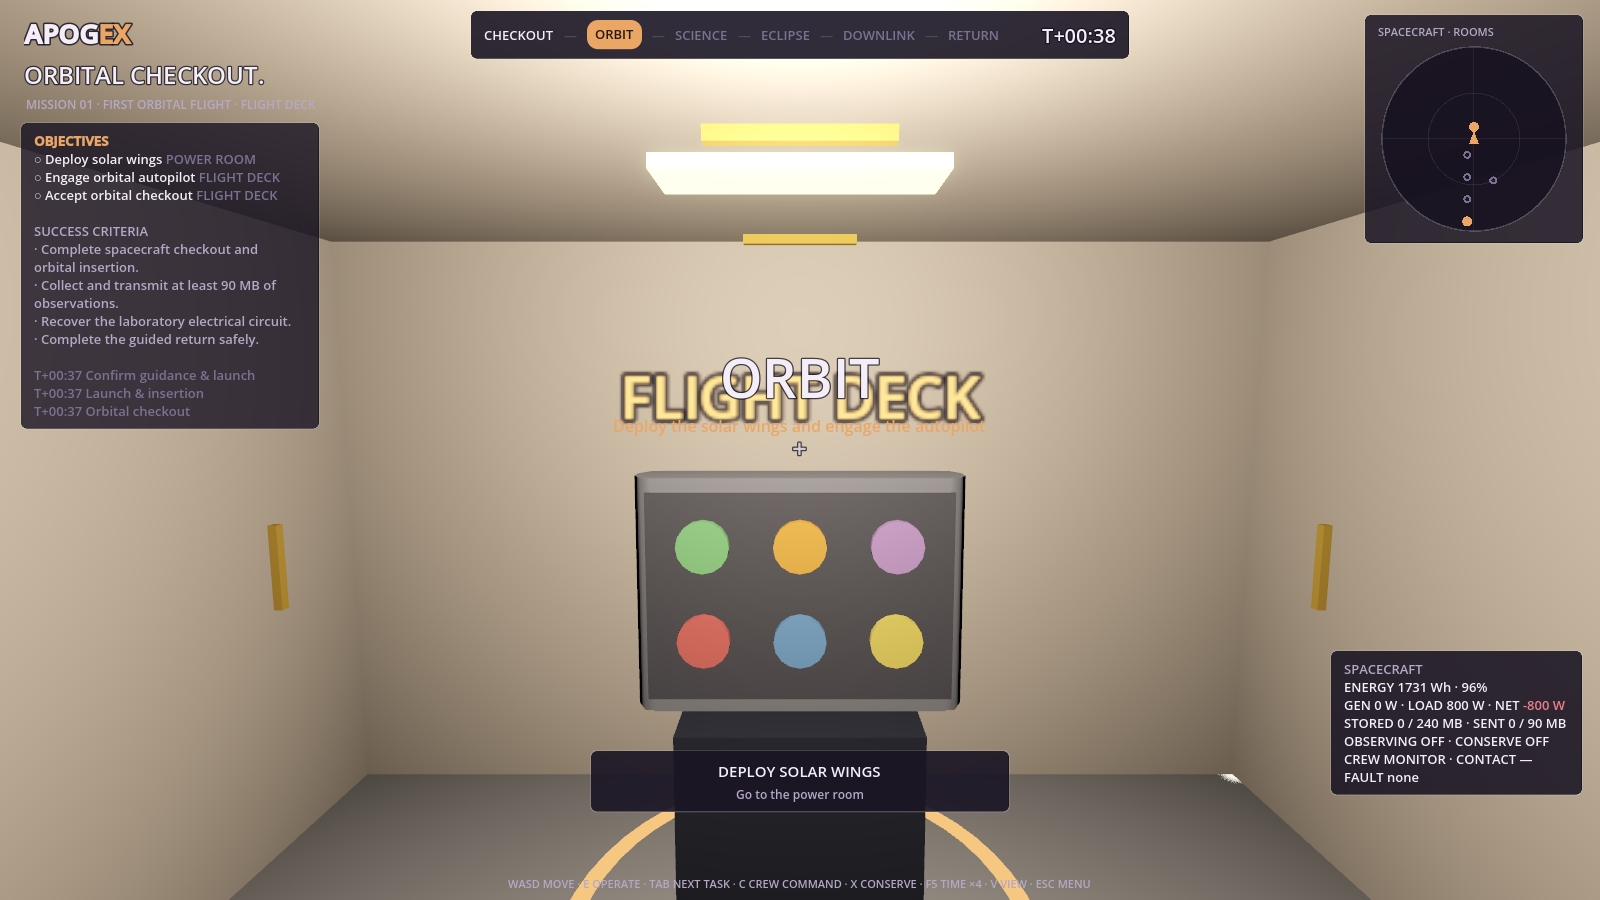 APOGEX
ORBITAL CHECKOUT.
MISSION 01 · FIRST ORBITAL FLIGHT · FLIGHT DECK
OBJECTIVES
○ Deploy solar wings POWER ROOM
○ Engage orbital autopilot FLIGHT DECK
○ Accept orbital checkout FLIGHT DECK
SUCCESS CRITERIA
· Complete spacecraft checkout and
orbital insertion.
· Collect and transmit at least 90 MB of
observations.
· Recover the laboratory electrical circuit.
· Complete the guided return safely.
T+00:37 Confirm guidance & launch
T+00:37 Launch & insertion
T+00:37 Orbital checkout
CHECKOUT — ORBIT — SCIENCE — ECLIPSE — DOWNLINK — RETURN T+00:38
SPACECRAFT · ROOMS
ORBIT
FLIGHT DECK
Deploy the solar wings and engage the autopilot
DEPLOY SOLAR WINGS
Go to the power room
SPACECRAFT
ENERGY 1731 Wh · 96%
GEN 0 W · LOAD 800 W · NET -800 W
STORED 0 / 240 MB · SENT 0 / 90 MB
OBSERVING OFF · CONSERVE OFF
CREW MONITOR · CONTACT —
FAULT none
WASD MOVE · E OPERATE · TAB NEXT TASK · C CREW COMMAND · X CONSERVE · F5 TIME ×4 · V VIEW · ESC MENU